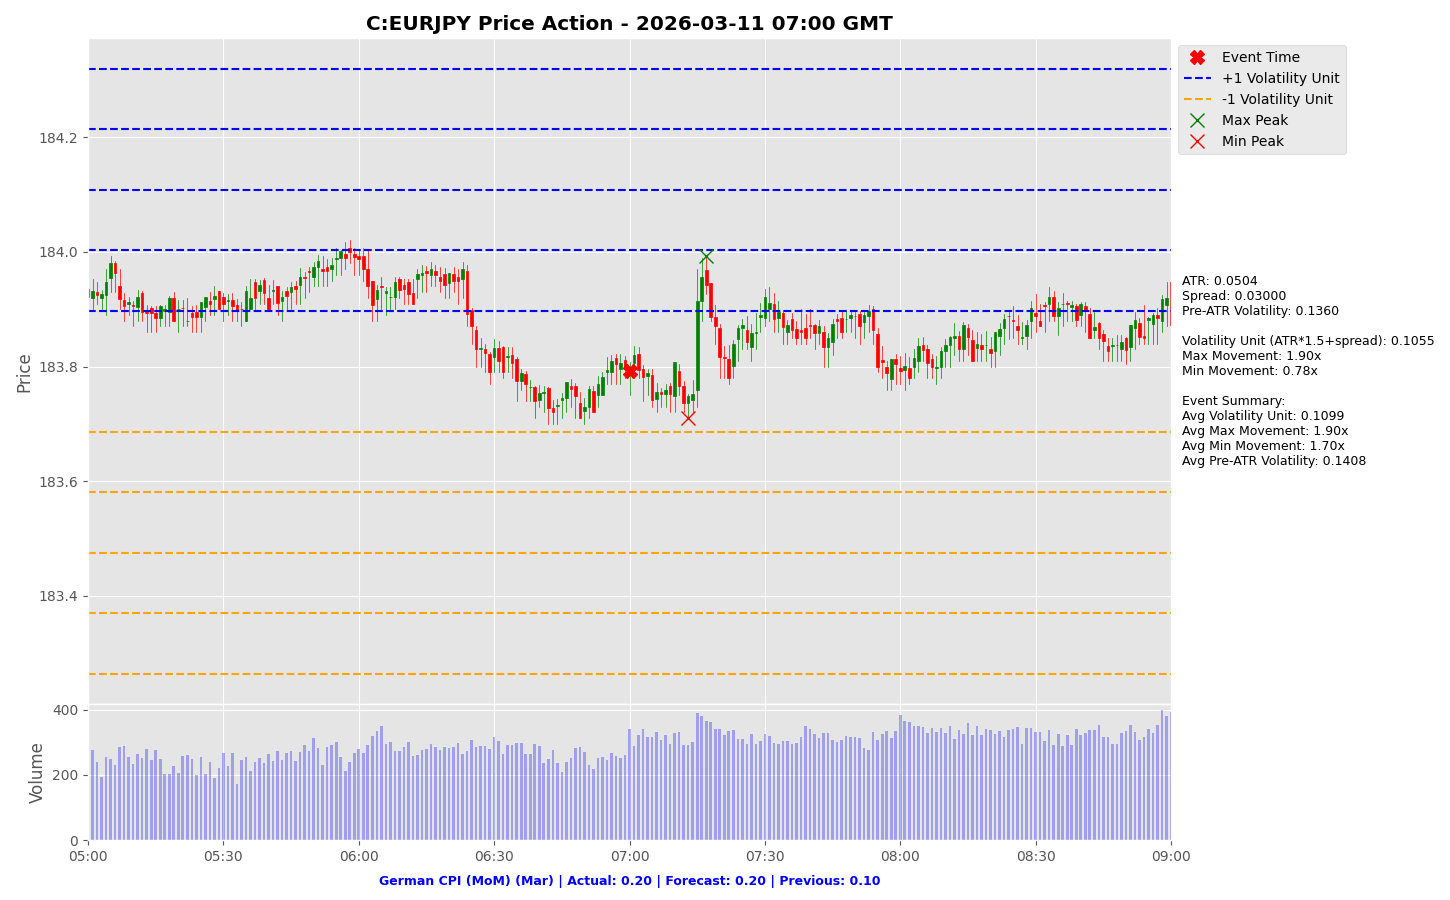 C:EURJPY Price Action - 2026-03-11 07:00 GMT
Event Time
+1 Volatility Unit
-1 Volatility Unit
Max Peak
Min Peak
Price
184.2
184.0
183.8
183.6
183.4
ATR: 0.0504
Spread: 0.03000
Pre-ATR Volatility: 0.1360
Volatility Unit (ATR*1.5+spread): 0.1055
Max Movement: 1.90x
Min Movement: 0.78x
Event Summary:
Avg Volatility Unit: 0.1099
Avg Max Movement: 1.90x
Avg Min Movement: 1.70x
Avg Pre-ATR Volatility: 0.1408
Volume
400
200
0
05:00 05:30 06:00 06:30 07:00 07:30 08:00 08:30 09:00
German CPI (MoM) (Mar) | Actual: 0.20 | Forecast: 0.20 | Previous: 0.10